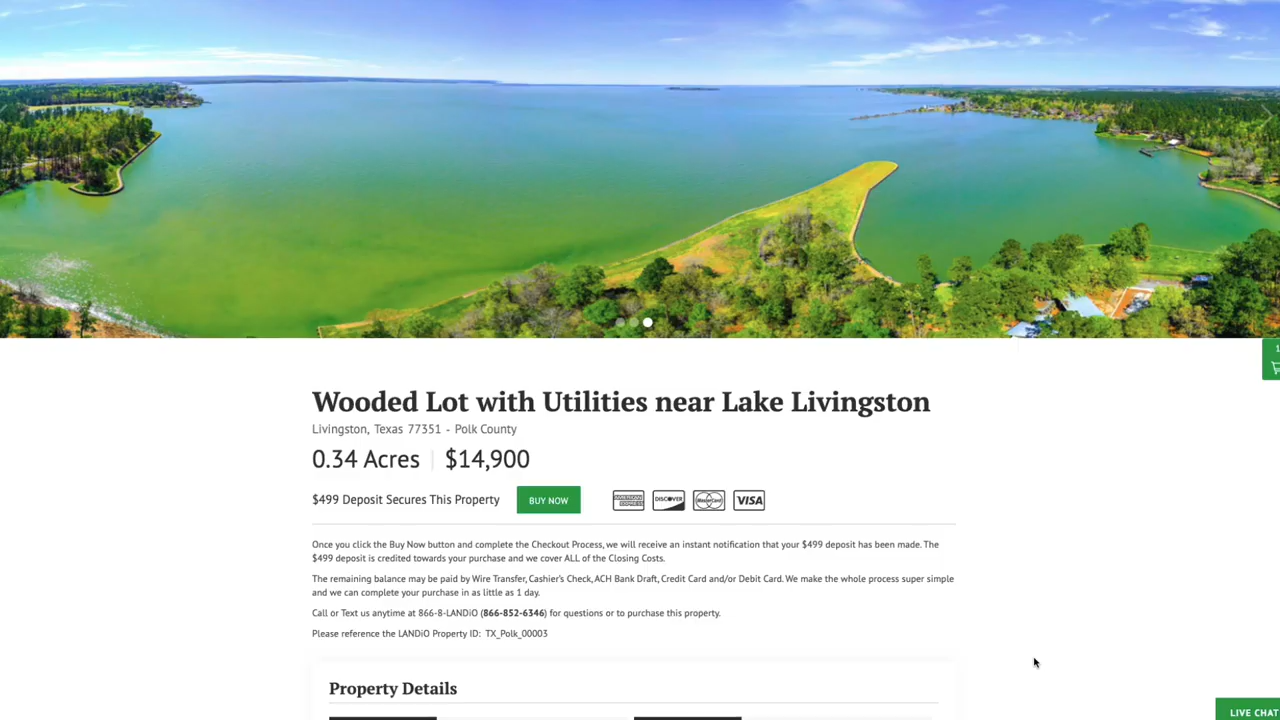 1
Wooded Lot with Utilities near Lake Livingston
Livingston, Texas 77351 - Polk County
0.34 Acres | $14,900
$499 Deposit Secures This Property BUY NOW AMERICAN EXPRESS DISCOVER MasterCard VISA
Once you click the Buy Now button and complete the Checkout Process, we will receive an instant notification that your $499 deposit has been made. The
$499 deposit is credited towards your purchase and we cover ALL of the Closing Costs.
The remaining balance may be paid by Wire Transfer, Cashier's Check, ACH Bank Draft, Credit Card and/or Debit Card. We make the whole process super simple
and we can complete your purchase in as little as 1 day.
Call or Text us anytime at 866-8-LANDiO (866-852-6346) for questions or to purchase this property.
Please reference the LANDiO Property ID: TX_Polk_00003
Property Details
LIVE CHAT